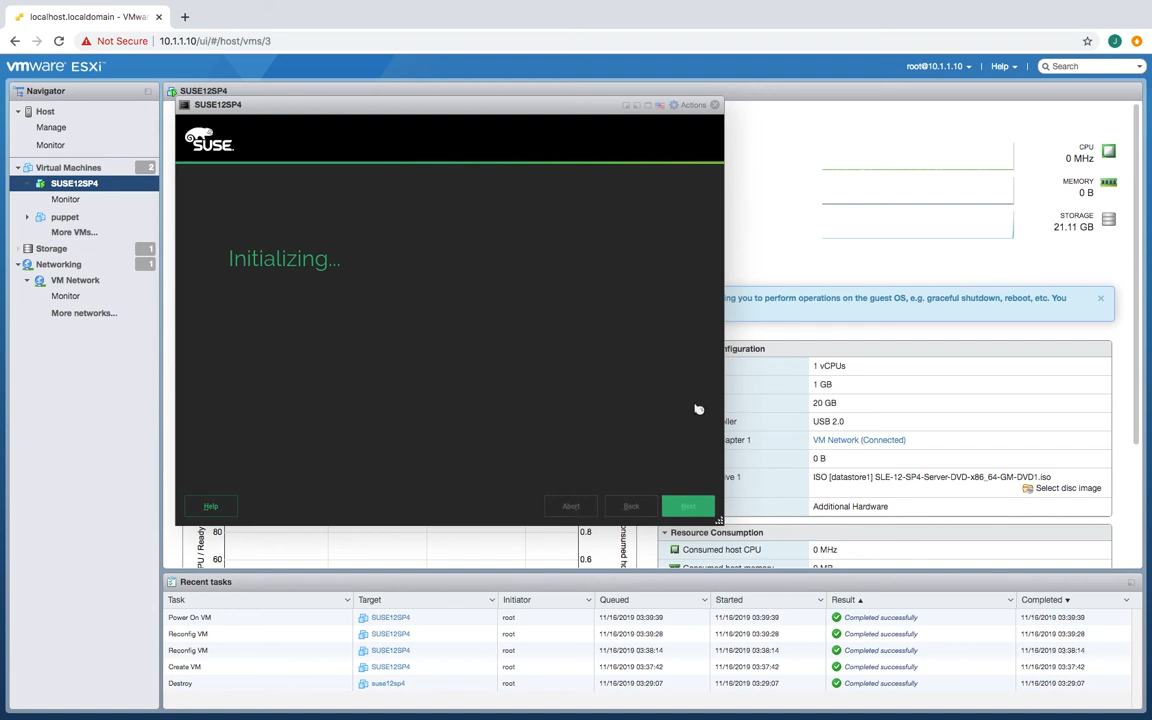 localhost.localdomain - VMwa
Not Secure 10.1.1.10/ui/#/host/vms/3
J
vmware ESXi
root@10.1.1.10 | Help | Search
Navigator
SUSE12SP4
Host
Manage
Monitor
Virtual Machines 2
SUSE12SP4
Monitor
puppet
More VMs...
Storage 1
Networking 1
VM Network
Monitor
More networks...
SUSE12SP4
Actions
SUSE.
Initializing...
Help
Abort
Back
Next
CPU
0 MHz
MEMORY
0 B
STORAGE
21.11 GB
ing you to perform operations on the guest OS, e.g. graceful shutdown, reboot, etc. You
nfiguration
1 vCPUs
1 GB
20 GB
ller USB 2.0
apter 1 VM Network (Connected)
0 B
ive 1 ISO [datastore1] SLE-12-SP4-Server-DVD-x86_64-GM-DVD1.iso
Select disc image
Additional Hardware
Resource Consumption
Consumed host CPU 0 MHz
80
60
0.8
0.6
Recent tasks
Task Target Initiator Queued Started Result Completed
Power On VM SUSE12SP4 root 11/16/2019 03:39:39 11/16/2019 03:39:39 Completed successfully 11/16/2019 03:39:39
Reconfig VM SUSE12SP4 root 11/16/2019 03:39:28 11/16/2019 03:39:28 Completed successfully 11/16/2019 03:39:28
Reconfig VM SUSE12SP4 root 11/16/2019 03:38:14 11/16/2019 03:38:14 Completed successfully 11/16/2019 03:38:14
Create VM SUSE12SP4 root 11/16/2019 03:37:42 11/16/2019 03:37:42 Completed successfully 11/16/2019 03:37:42
Destroy suse12sp4 root 11/16/2019 03:29:07 11/16/2019 03:29:07 Completed successfully 11/16/2019 03:29:07